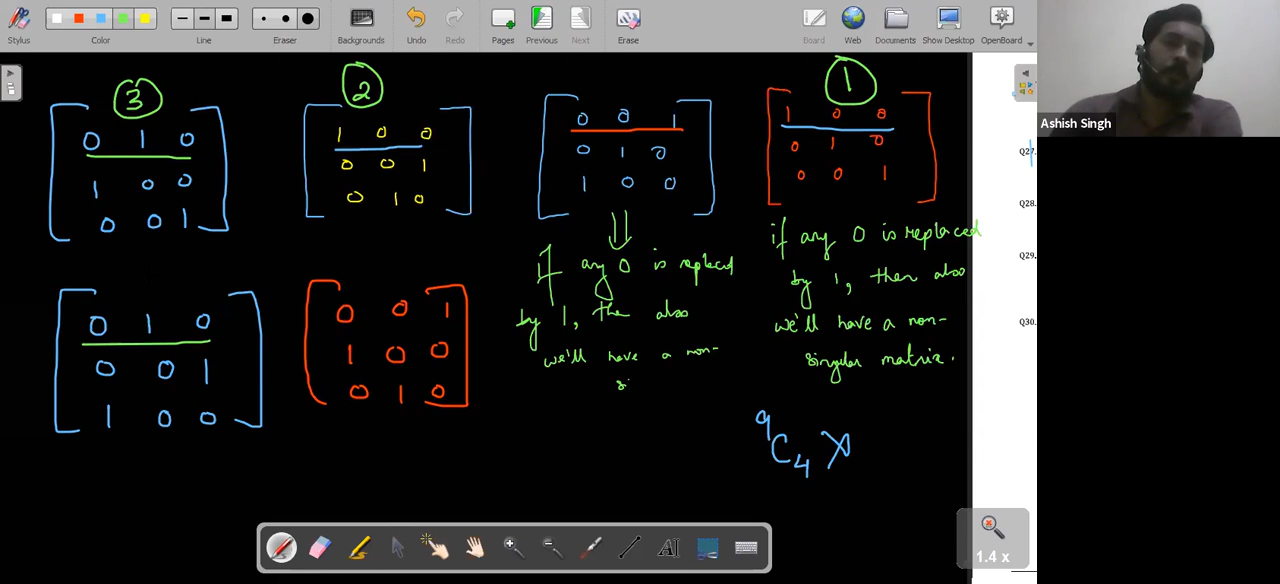 Stylus
Color
Line
Eraser
Backgrounds
Undo
Redo
Pages
Previous
Next
Erase
Board
Web
Documents
Show Desktop
OpenBoard
Ashish Singh
3
0 1 0
1 0 0
0 0 1
2
1 0 0
0 0 1
0 1 0
0 0 1
0 1 0
1 0 0
⇓
If any 0 is replaced
by 1, then also
we'll have a non-
si
1
1 0 0
0 1 0
0 0 1
if any 0 is replaced
by 1, then also
we'll have a non-
singular matrix.
0 1 0
0 0 1
1 0 0
0 0 1
1 0 0
0 1 0
⁹C₄ X
Q27.
Q28.
Q29.
Q30.
AI
1.4 x